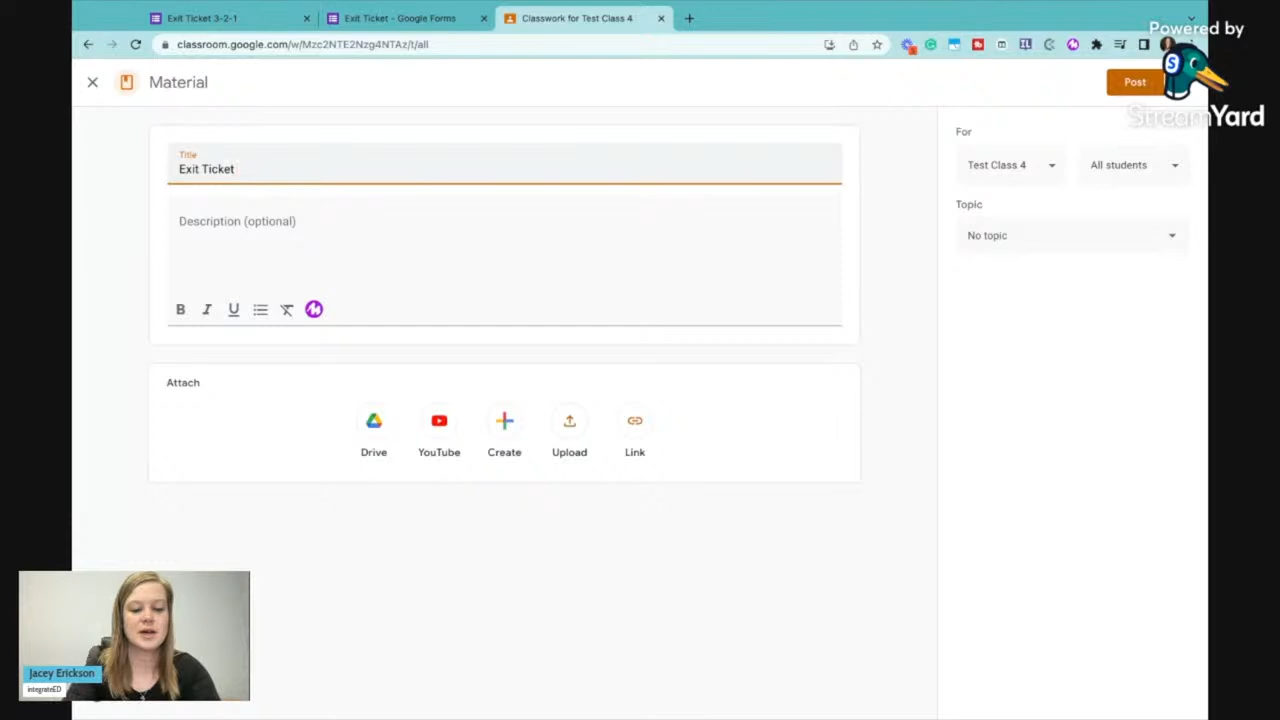 Exit Ticket 3-2-1
Exit Ticket - Google Forms
Classwork for Test Class 4
Powered by
classroom.google.com/w/Mzc2NTE2Nzg4NTAz/t/all
Material
Post
StreamYard
Title
Exit Ticket
For
Test Class 4
All students
Description (optional)
Topic
No topic
B I U
Attach
Drive
YouTube
Create
Upload
Link
Jacey Erickson
integrateED